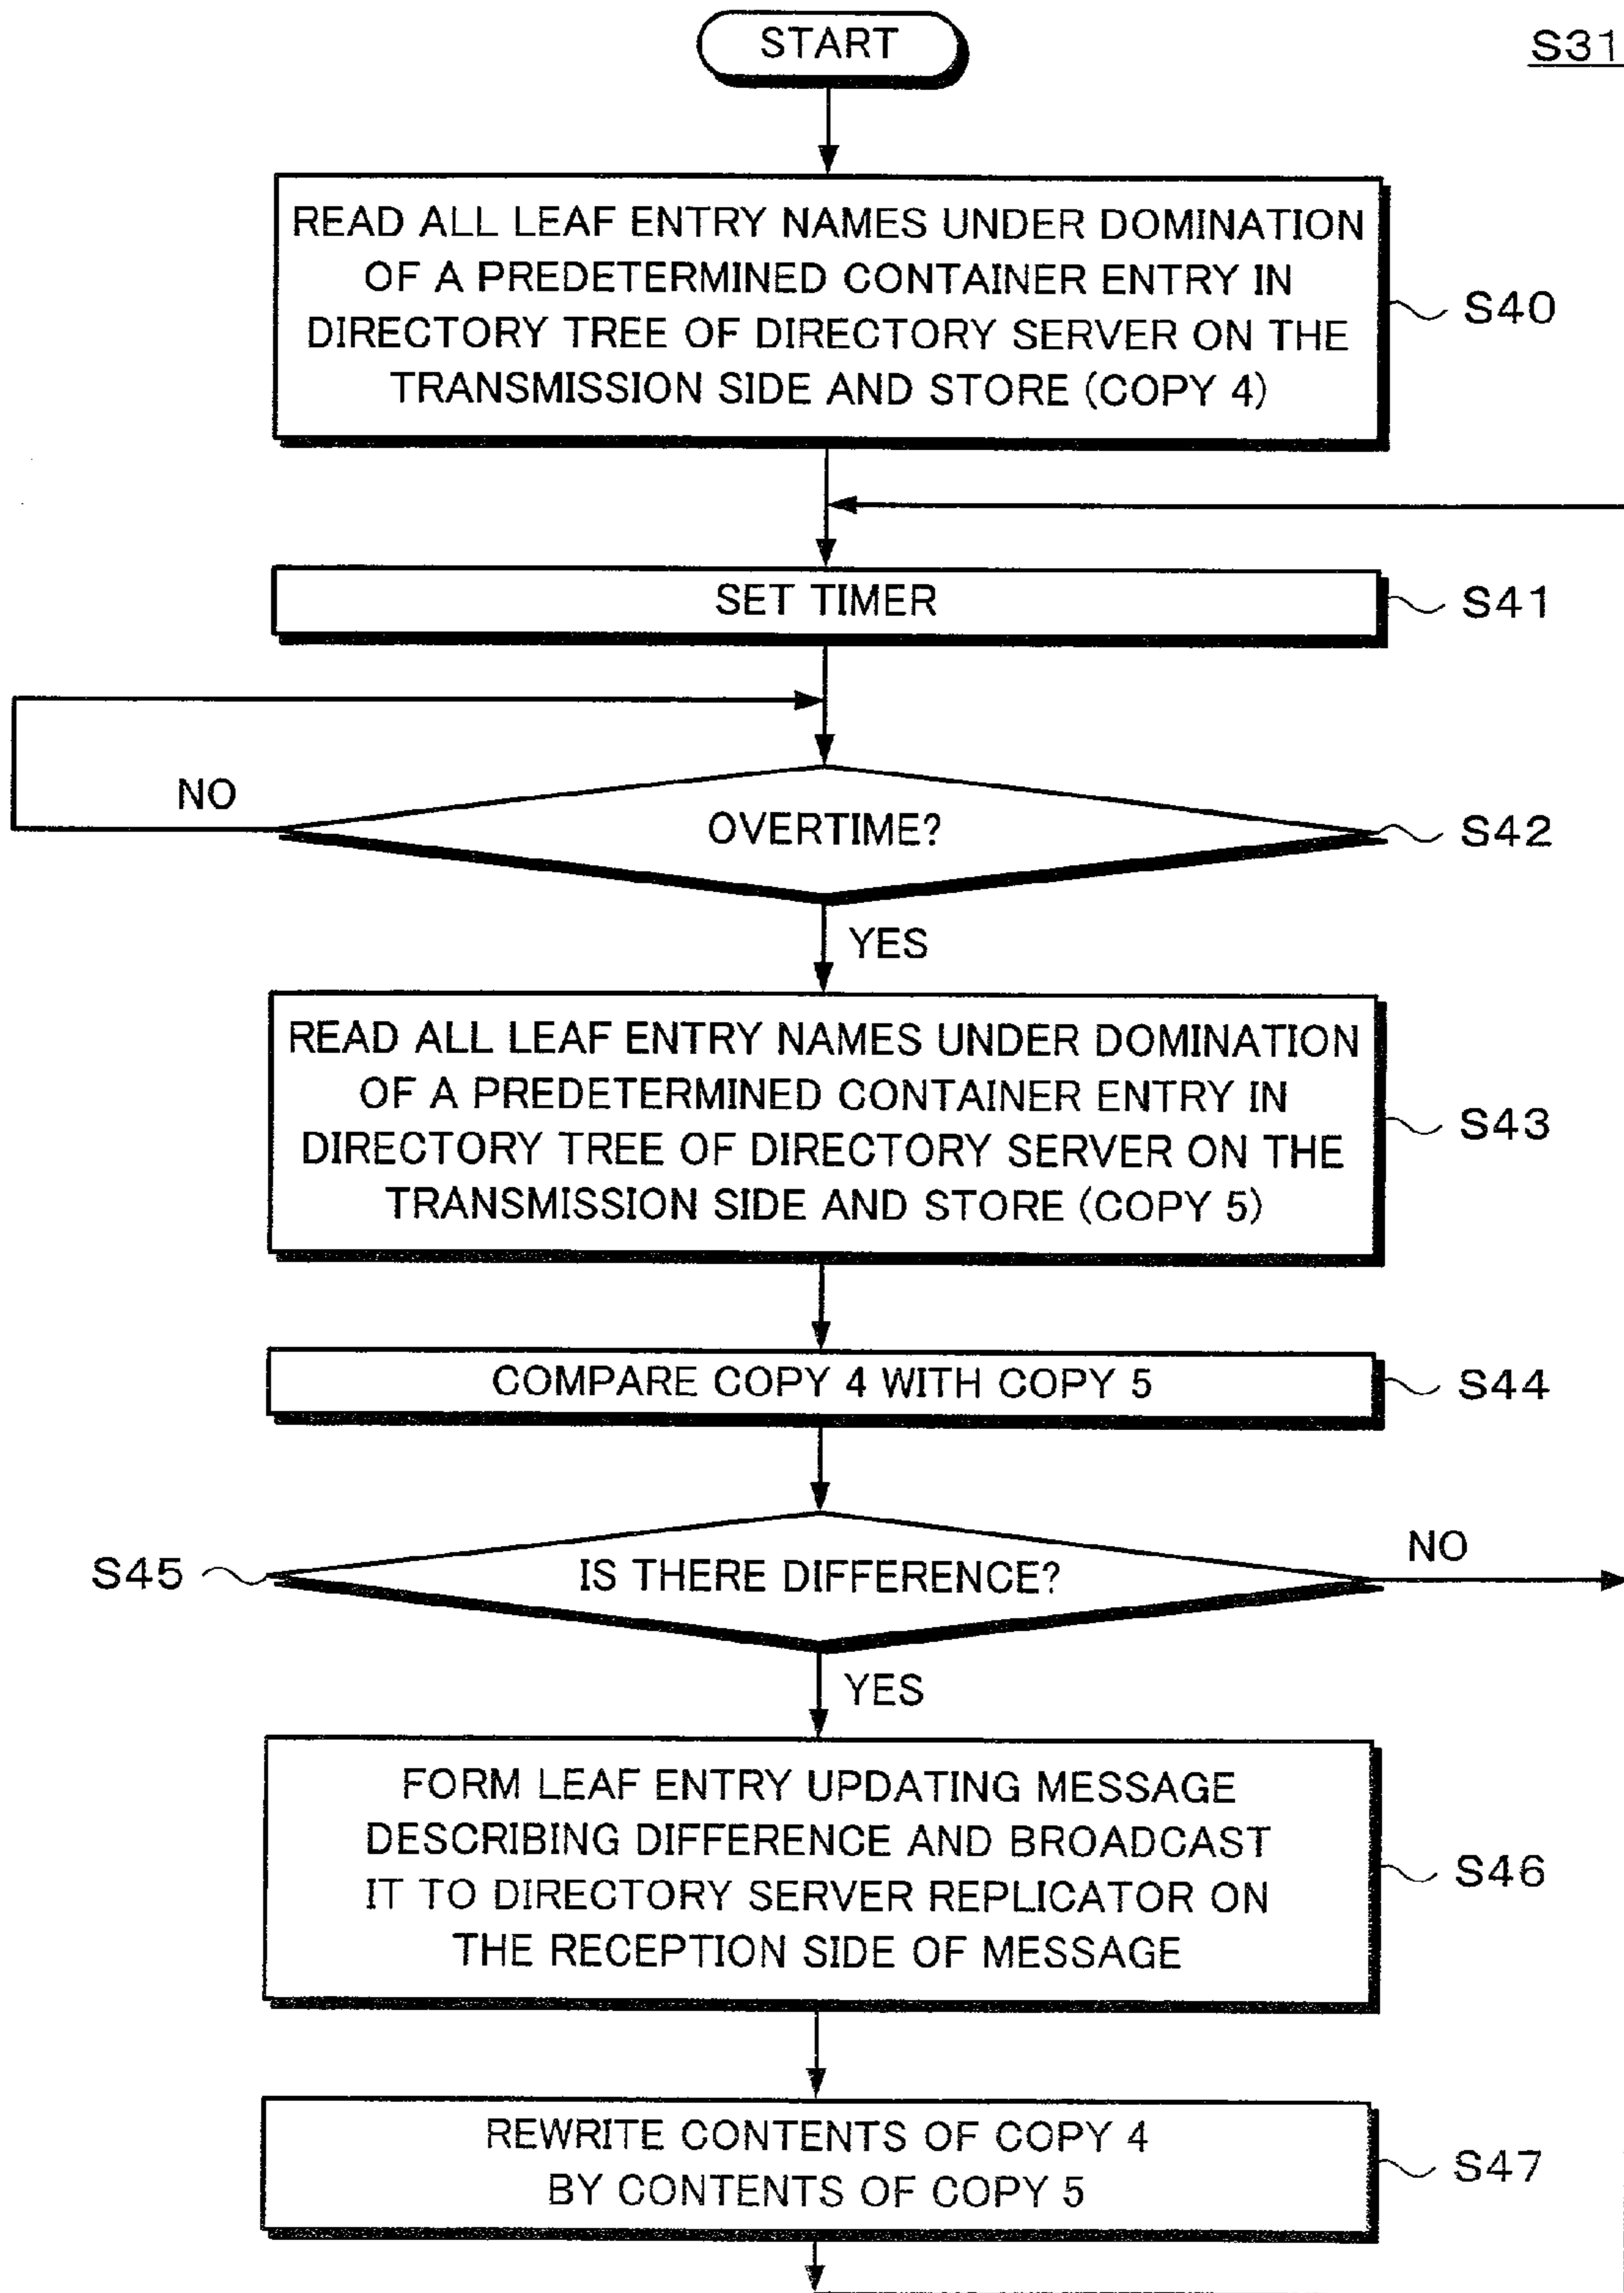 START
S31
READ ALL LEAF ENTRY NAMES UNDER DOMINATION
OF A PREDETERMINED CONTAINER ENTRY IN
DIRECTORY TREE OF DIRECTORY SERVER ON THE
TRANSMISSION SIDE AND STORE (COPY 4)
S40
SET TIMER
S41
NO
OVERTIME?
S42
YES
READ ALL LEAF ENTRY NAMES UNDER DOMINATION
OF A PREDETERMINED CONTAINER ENTRY IN
DIRECTORY TREE OF DIRECTORY SERVER ON THE
TRANSMISSION SIDE AND STORE (COPY 5)
S43
COMPARE COPY 4 WITH COPY 5
S44
S45
IS THERE DIFFERENCE?
NO
YES
FORM LEAF ENTRY UPDATING MESSAGE
DESCRIBING DIFFERENCE AND BROADCAST
IT TO DIRECTORY SERVER REPLICATOR ON
THE RECEPTION SIDE OF MESSAGE
S46
REWRITE CONTENTS OF COPY 4
BY CONTENTS OF COPY 5
S47